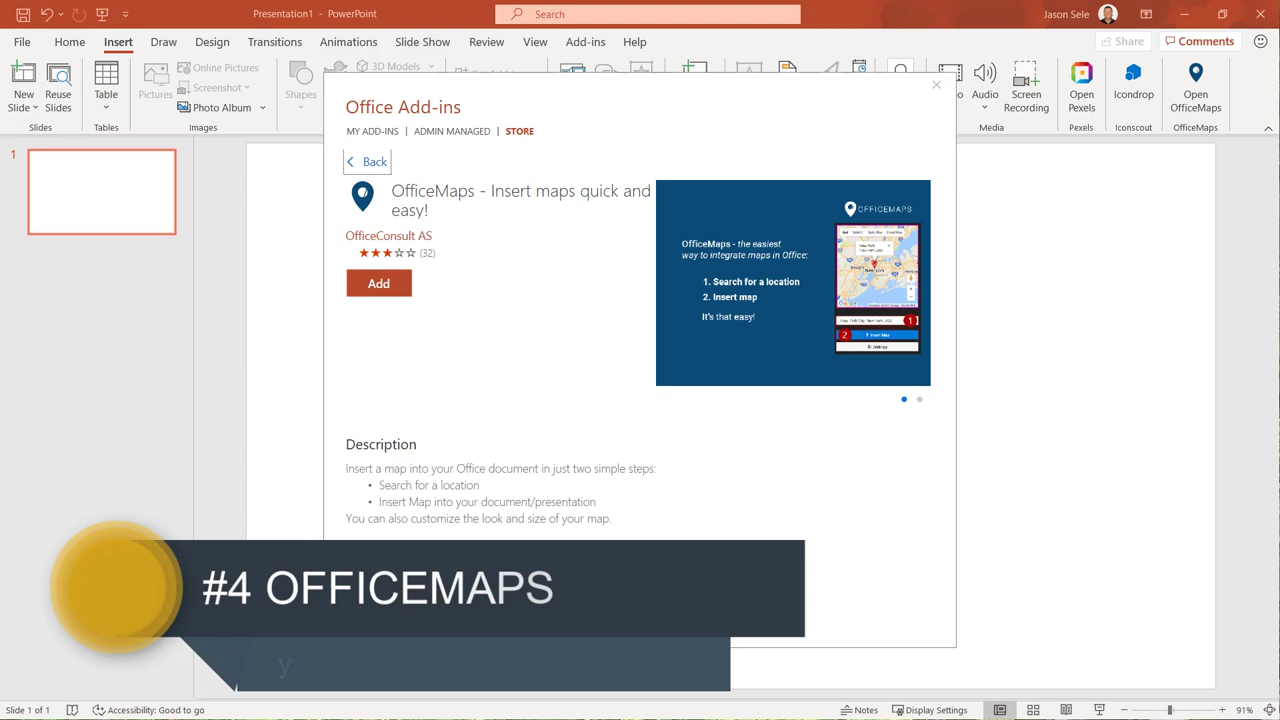 Presentation1 - PowerPoint
Search
Jason Sele
File Home Insert Draw Design Transitions Animations Slide Show Review View Add-ins Help
Share Comments
New Slide
Reuse Slides
Slides
Table
Tables
Pictures
Online Pictures
Screenshot
Photo Album
Images
Shapes
3D Models
Audio
Screen Recording
Media
Open Pexels
Pexels
Icondrop
Iconscout
Open OfficeMaps
OfficeMaps
1
Office Add-ins
MY ADD-INS | ADMIN MANAGED | STORE
Back
OfficeMaps - Insert maps quick and
easy!
OfficeConsult AS
(32)
Add
OFFICEMAPS
OfficeMaps - the easiest
way to integrate maps in Office:
1. Search for a location
2. Insert map
It's that easy!
1
2
Insert Map
Settings
Description
Insert a map into your Office document in just two simple steps:
• Search for a location
• Insert Map into your document/presentation
You can also customize the look and size of your map.
#4 OFFICEMAPS
y
Slide 1 of 1
Accessibility: Good to go
Notes
Display Settings
91%